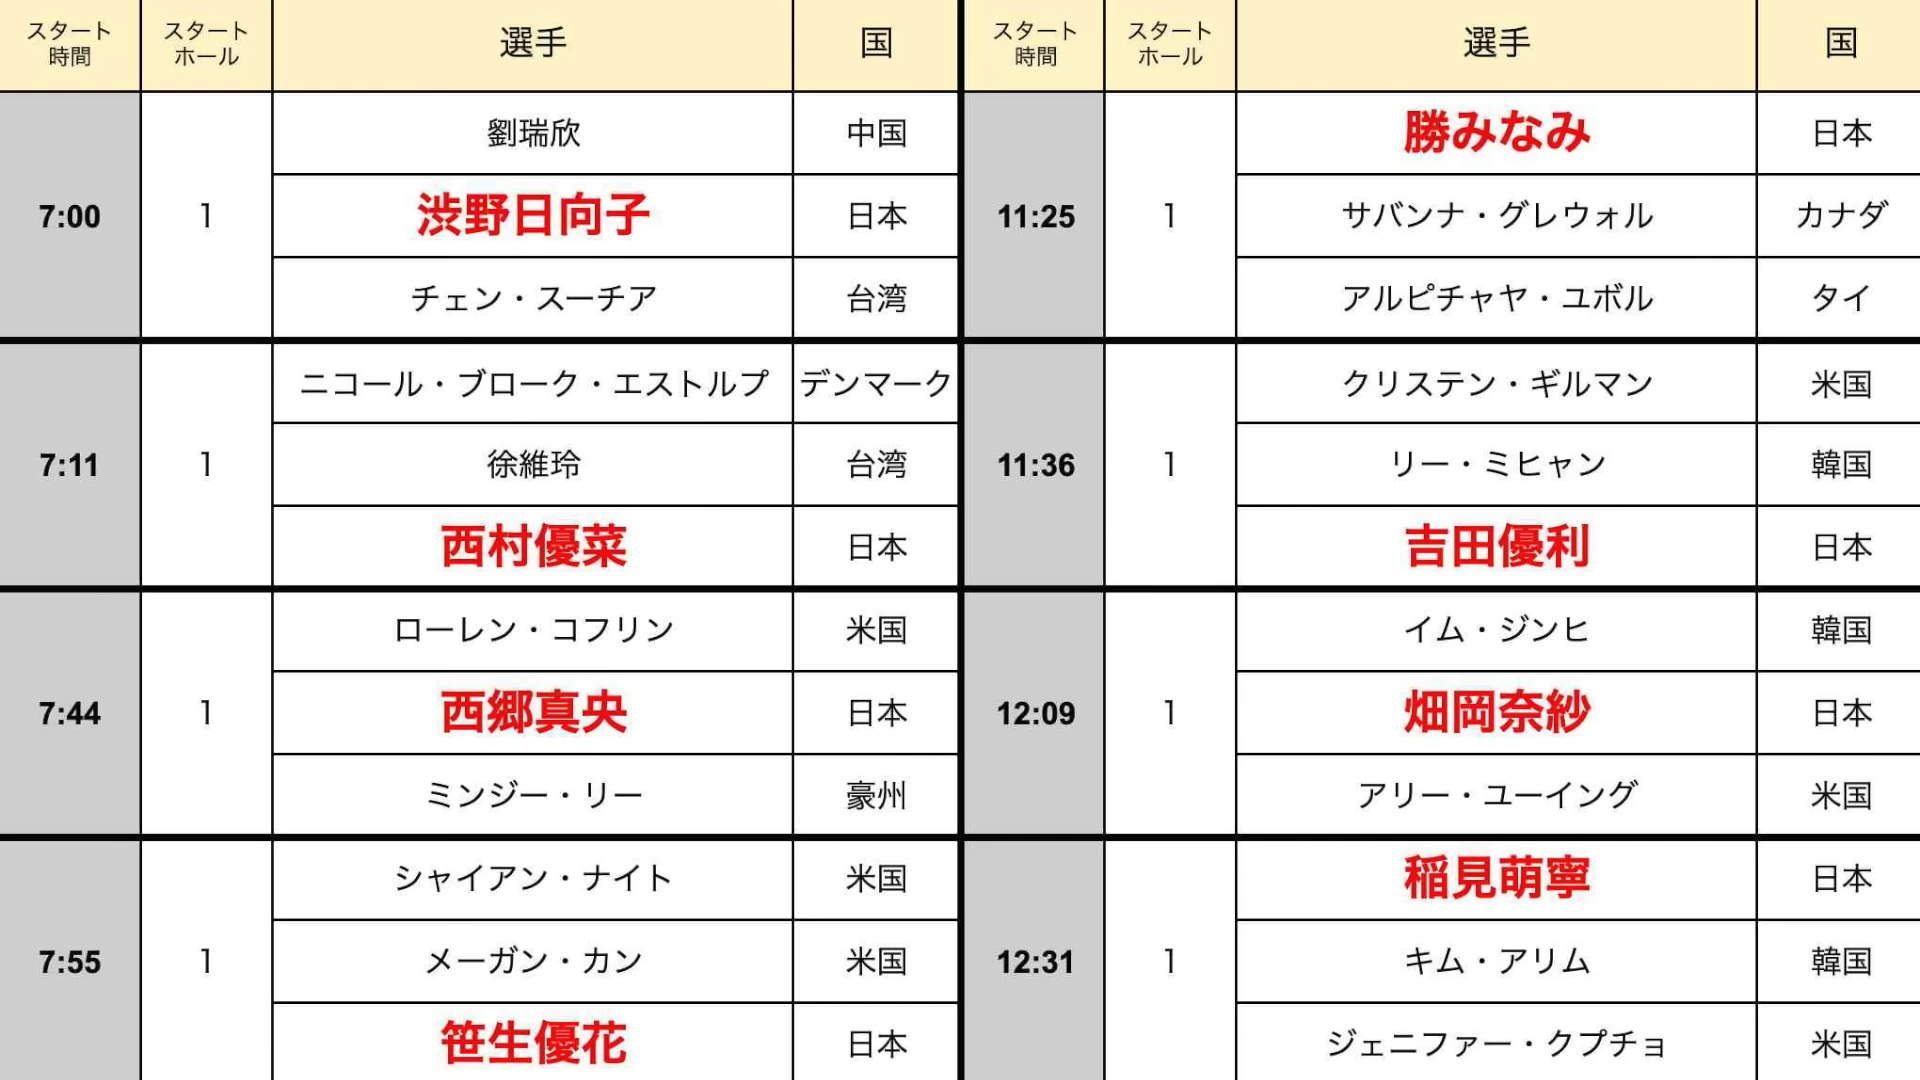 スタート
時間
スタート
ホール
選手
国
7:00
1
劉瑞欣
中国
渋野日向子
日本
チェン・スーチア
台湾
7:11
1
ニコール・ブローク・エストルプ
デンマーク
徐維玲
台湾
西村優菜
日本
7:44
1
ローレン・コフリン
米国
西郷真央
日本
ミンジー・リー
豪州
7:55
1
シャイアン・ナイト
米国
メーガン・カン
米国
笹生優花
日本
スタート
時間
スタート
ホール
選手
国
11:25
1
勝みなみ
日本
サバンナ・グレウォル
カナダ
アルピチャヤ・ユボル
タイ
11:36
1
クリステン・ギルマン
米国
リー・ミヒャン
韓国
吉田優利
日本
12:09
1
イム・ジンヒ
韓国
畑岡奈紗
日本
アリー・ユーイング
米国
12:31
1
稲見萌寧
日本
キム・アリム
韓国
ジェニファー・クプチョ
米国